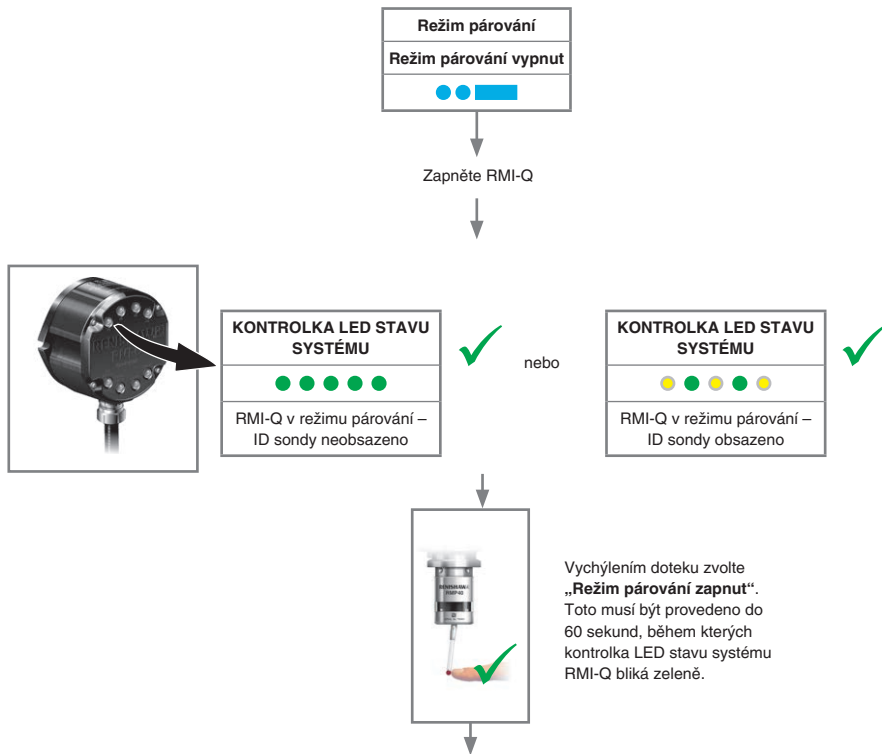 Režim párování
Režim párování vypnut
Zapněte RMI-Q
KONTROLKA LED STAVU
SYSTÉMU
RMI-Q v režimu párování –
ID sondy neobsazeno
nebo
KONTROLKA LED STAVU
SYSTÉMU
RMI-Q v režimu párování –
ID sondy obsazeno
RENISHAW
RMP40
Vychýlením doteku zvolte
„Režim párování zapnut“.
Toto musí být provedeno do
60 sekund, během kterých
kontrolka LED stavu systému
RMI-Q bliká zeleně.